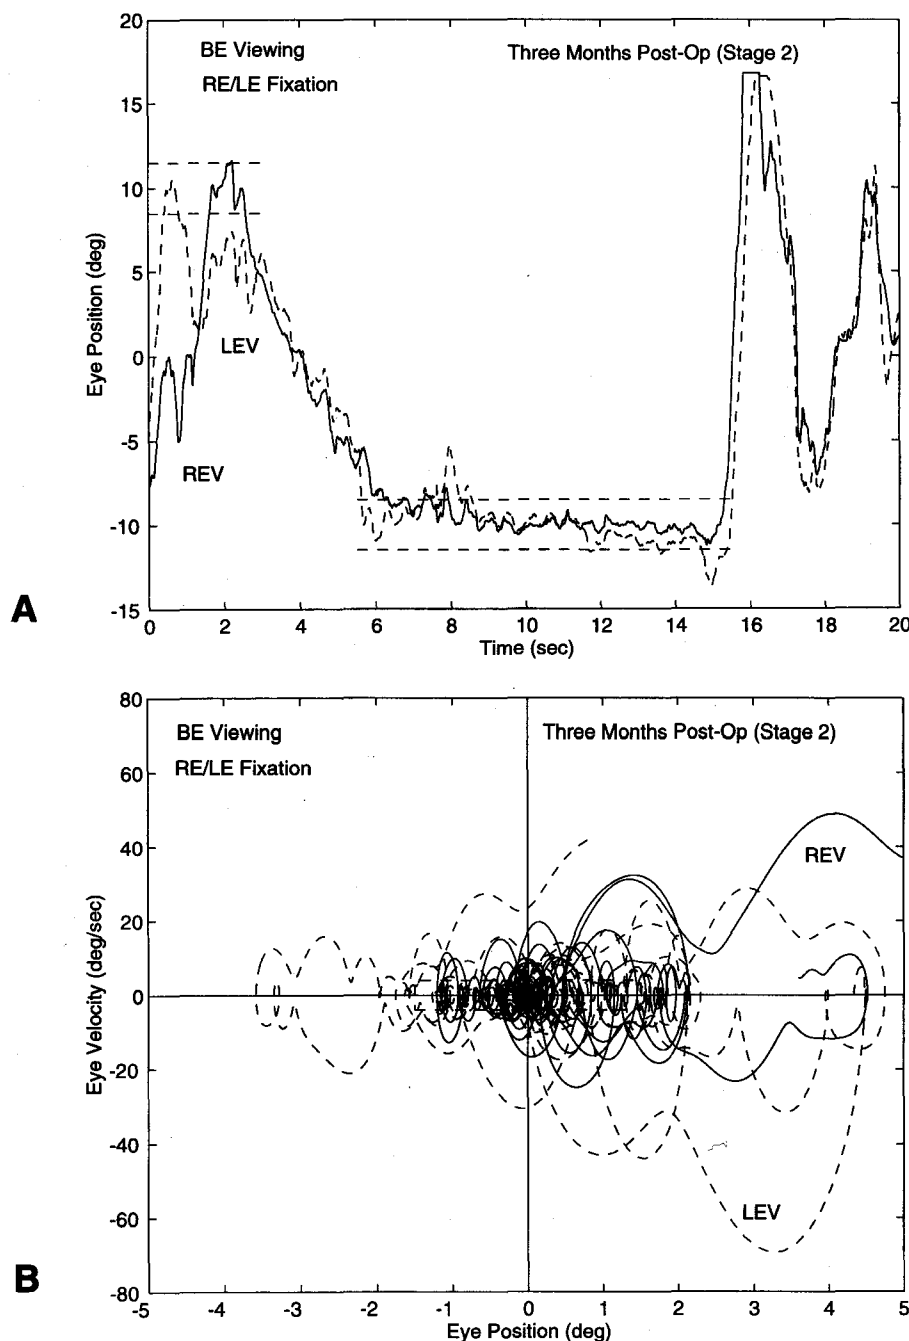 20
BE Viewing
Three Months Post-Op (Stage 2)
RE/LE Fixation
15
10
5
0
-5
-10
-15
Eye Position (deg)
LEV
REV
A
0 2 4 6 8 10 12 14 16 18 20
Time (sec)
80
BE Viewing
Three Months Post-Op (Stage 2)
RE/LE Fixation
60
40
20
0
-20
-40
-60
-80
Eye Velocity (deg/sec)
REV
LEV
B
-5 -4 -3 -2 -1 0 1 2 3 4 5
Eye Position (deg)